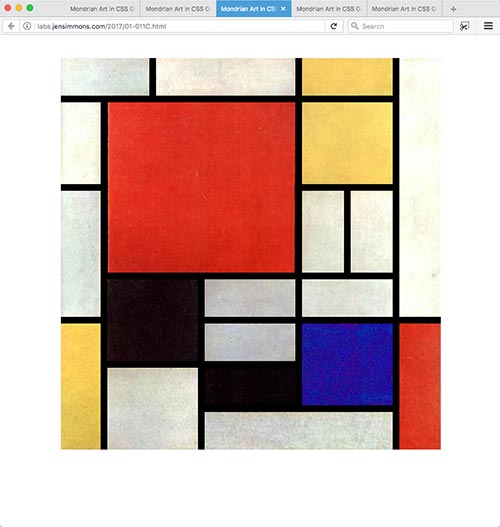 Mondrian Art in CSS G
Mondrian Art in CSS G
Mondrian Art in CS
Mondrian Art in CSS G
Mondrian Art in CSS G
labs.jensimmons.com/2017/01-011C.html
Search